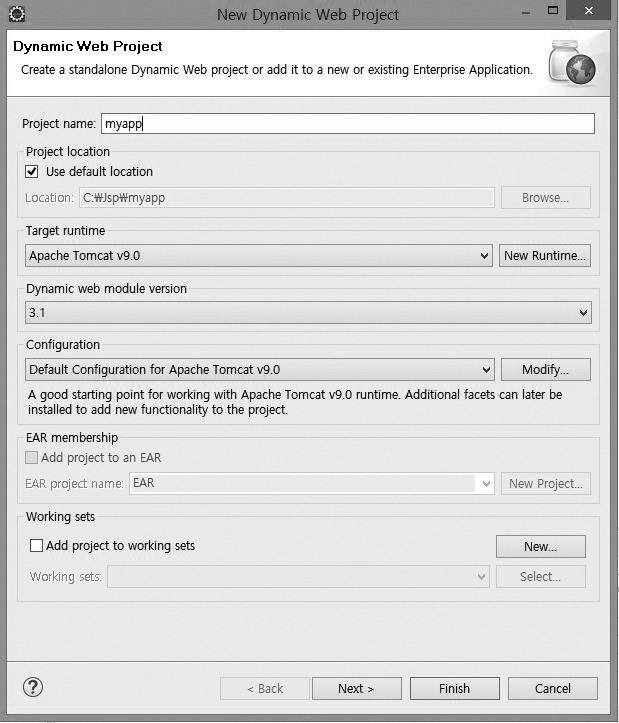 New Dynamic Web Project
Dynamic Web Project
Create a standalone Dynamic Web project or add it to a new or existing Enterprise Application.
Project name: myapp
Project location
Use default location
Location: C:₩Jsp₩myapp Browse...
Target runtime
Apache Tomcat v9.0 New Runtime...
Dynamic web module version
3.1
Configuration
Default Configuration for Apache Tomcat v9.0 Modify...
A good starting point for working with Apache Tomcat v9.0 runtime. Additional facets can later be
installed to add new functionality to the project.
EAR membership
Add project to an EAR
EAR project name: EAR New Project...
Working sets
Add project to working sets New...
Working sets: Select...
? < Back Next > Finish Cancel